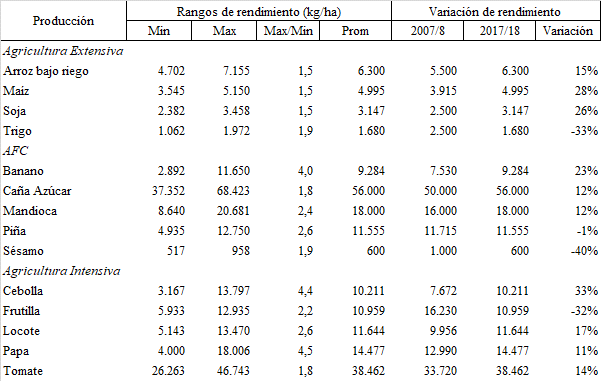 Producción Rangos de rendimiento (kg/ha) Variación de rendimiento
Min Max Max/Min Prom 2007/8 2017/18 Variación
Agricultura Extensiva
Arroz bajo riego 4.702 7.155 1,5 6.300 5.500 6.300 15%
Maíz 3.545 5.150 1,5 4.995 3.915 4.995 28%
Soja 2.382 3.458 1,5 3.147 2.500 3.147 26%
Trigo 1.062 1.972 1,9 1.680 2.500 1.680 -33%
AFC
Banano 2.892 11.650 4,0 9.284 7.530 9.284 23%
Caña Azúcar 37.352 68.423 1,8 56.000 50.000 56.000 12%
Mandioca 8.640 20.681 2,4 18.000 16.000 18.000 12%
Piña 4.935 12.750 2,6 11.555 11.715 11.555 -1%
Sésamo 517 958 1,9 600 1.000 600 -40%
Agricultura Intensiva
Cebolla 3.167 13.797 4,4 10.211 7.672 10.211 33%
Frutilla 5.933 12.935 2,2 10.959 16.230 10.959 -32%
Locote 5.143 13.470 2,6 11.644 9.956 11.644 17%
Papa 4.000 18.006 4,5 14.477 12.990 14.477 11%
Tomate 26.263 46.743 1,8 38.462 33.720 38.462 14%